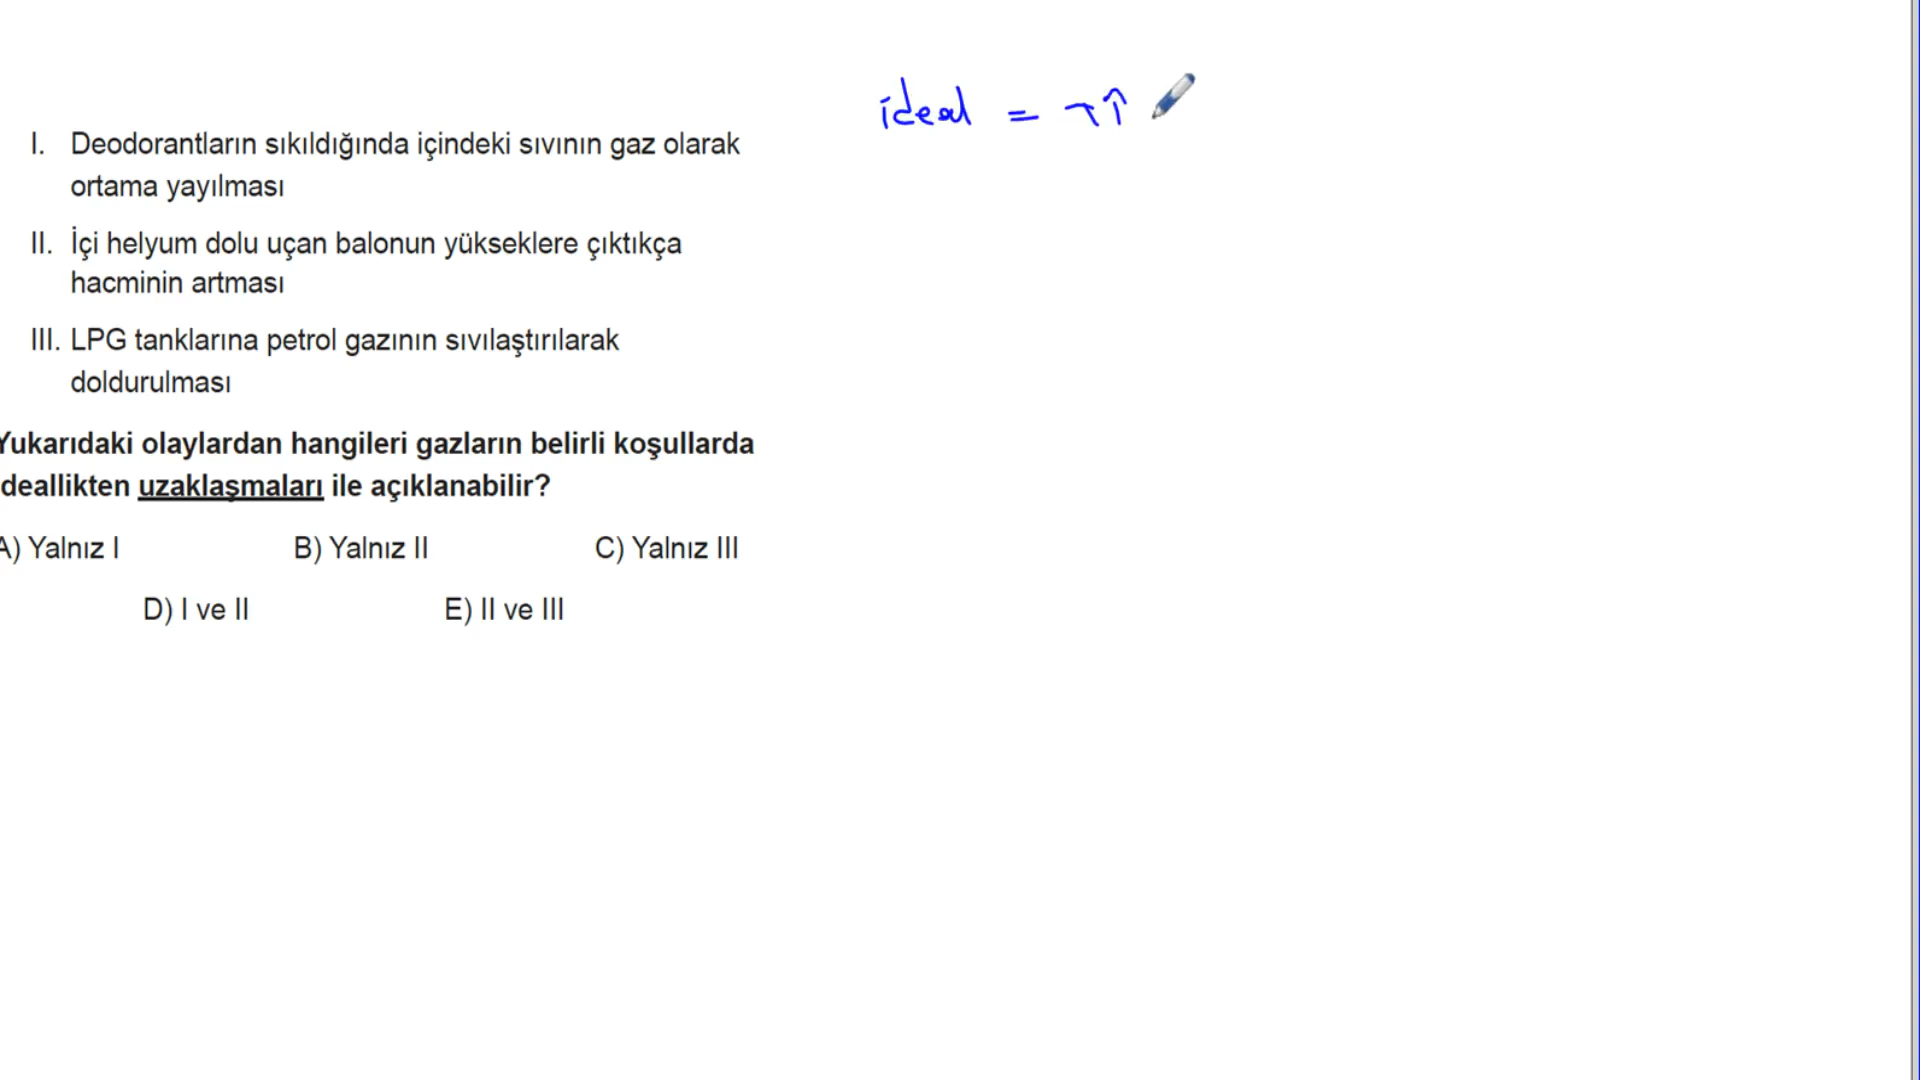 ideal = T↑
I. Deodorantların sıkıldığında içindeki sıvının gaz olarak
ortama yayılması
II. İçi helyum dolu uçan balonun yükseklere çıktıkça
hacminin artması
III. LPG tanklarına petrol gazının sıvılaştırılarak
doldurulması
Yukarıdaki olaylardan hangileri gazların belirli koşullarda
deallikten uzaklaşmaları ile açıklanabilir?
A) Yalnız I B) Yalnız II C) Yalnız III
D) I ve II E) II ve III